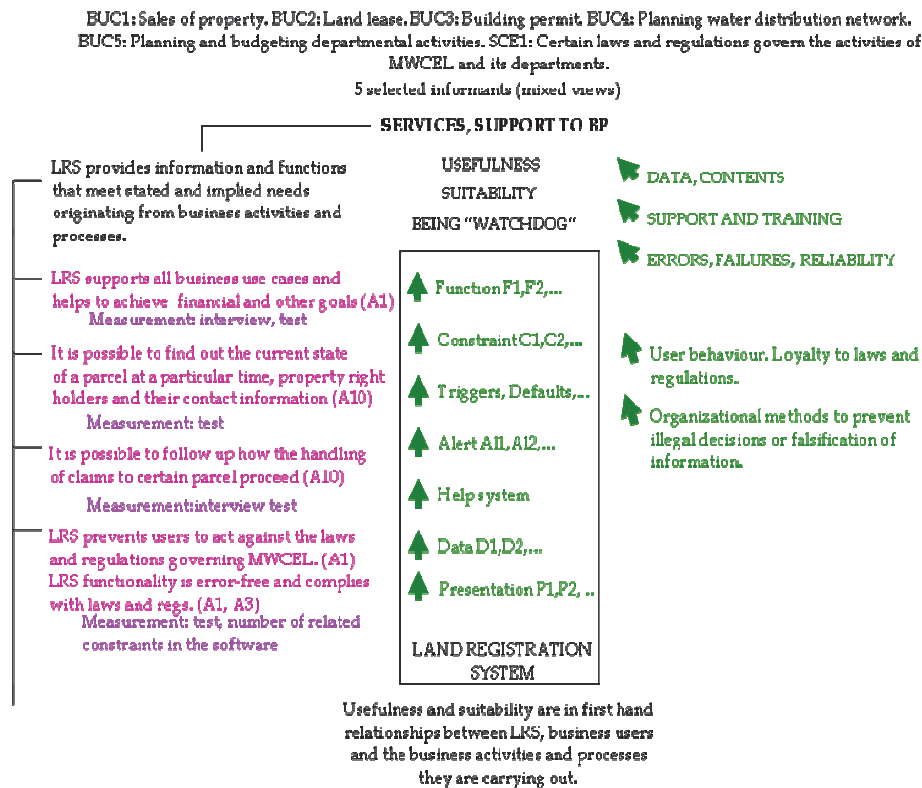 BUC1: Sales of property. BUC2: Land lease. BUC3: Building permit. BUC4: Planning water distribution network.
BUC5: Planning and budgeting departmental activities. SCE1: Certain laws and regulations govern the activities of
MWCEL and its departments.
5 selected informants (mixed views)
SERVICES, SUPPORT TO BP
LRS provides information and functions
that meet stated and implied needs
originating from business activities and
processes.
LRS supports all business use cases and
helps to achieve financial and other goals (A1)
Measurement: interview, test
It is possible to find out the current state
of a parcel at a particular time, property right
holders and their contact information (A10)
Measurement: test
It is possible to follow up how the handling
of claims to certain parcel proceed (A10)
Measurement:interview test
LRS prevents users to act against the laws
and regulations governing MWCEL. (A1)
LRS functionality is error-free and complies
with laws and regs. (A1, A3)
Measurement: test, number of related
constraints in the software
USEFULNESS
SUITABILITY
BEING "WATCHDOG"
Function F1,F2,...
Constraint C1,C2,...
Triggers, Defaults,...
Alert Al1, Al2,...
Help system
Data D1,D2,...
Presentation P1,P2, ..
LAND REGISTRATION
SYSTEM
DATA, CONTENTS
SUPPORT AND TRAINING
ERRORS, FAILURES, RELIABILITY
User behaviour. Loyalty to laws and
regulations.
Organizational methods to prevent
illegal decisions or falsification of
information.
Usefulness and suitability are in first hand
relationships between LRS, business users
and the business activities and processes
they are carrying out.